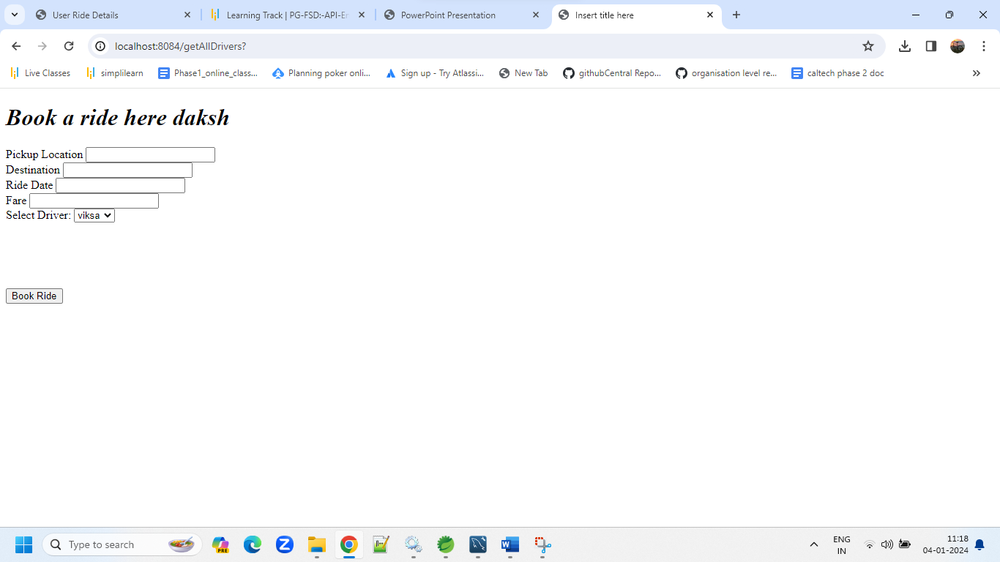 User Ride Details
Learning Track | PG-FSD:-API-En
PowerPoint Presentation
Insert title here
localhost:8084/getAllDrivers?
Live Classes
simplilearn
Phase1_online_class...
Planning poker onli...
Sign up - Try Atlassi...
New Tab
githubCentral Repo...
organisation level re...
caltech phase 2 doc
Book a ride here daksh
Pickup Location
Destination
Ride Date
Fare
Select Driver: viksa
Book Ride
Type to search
PRE
Z
W
ENG
IN
11:18
04-01-2024